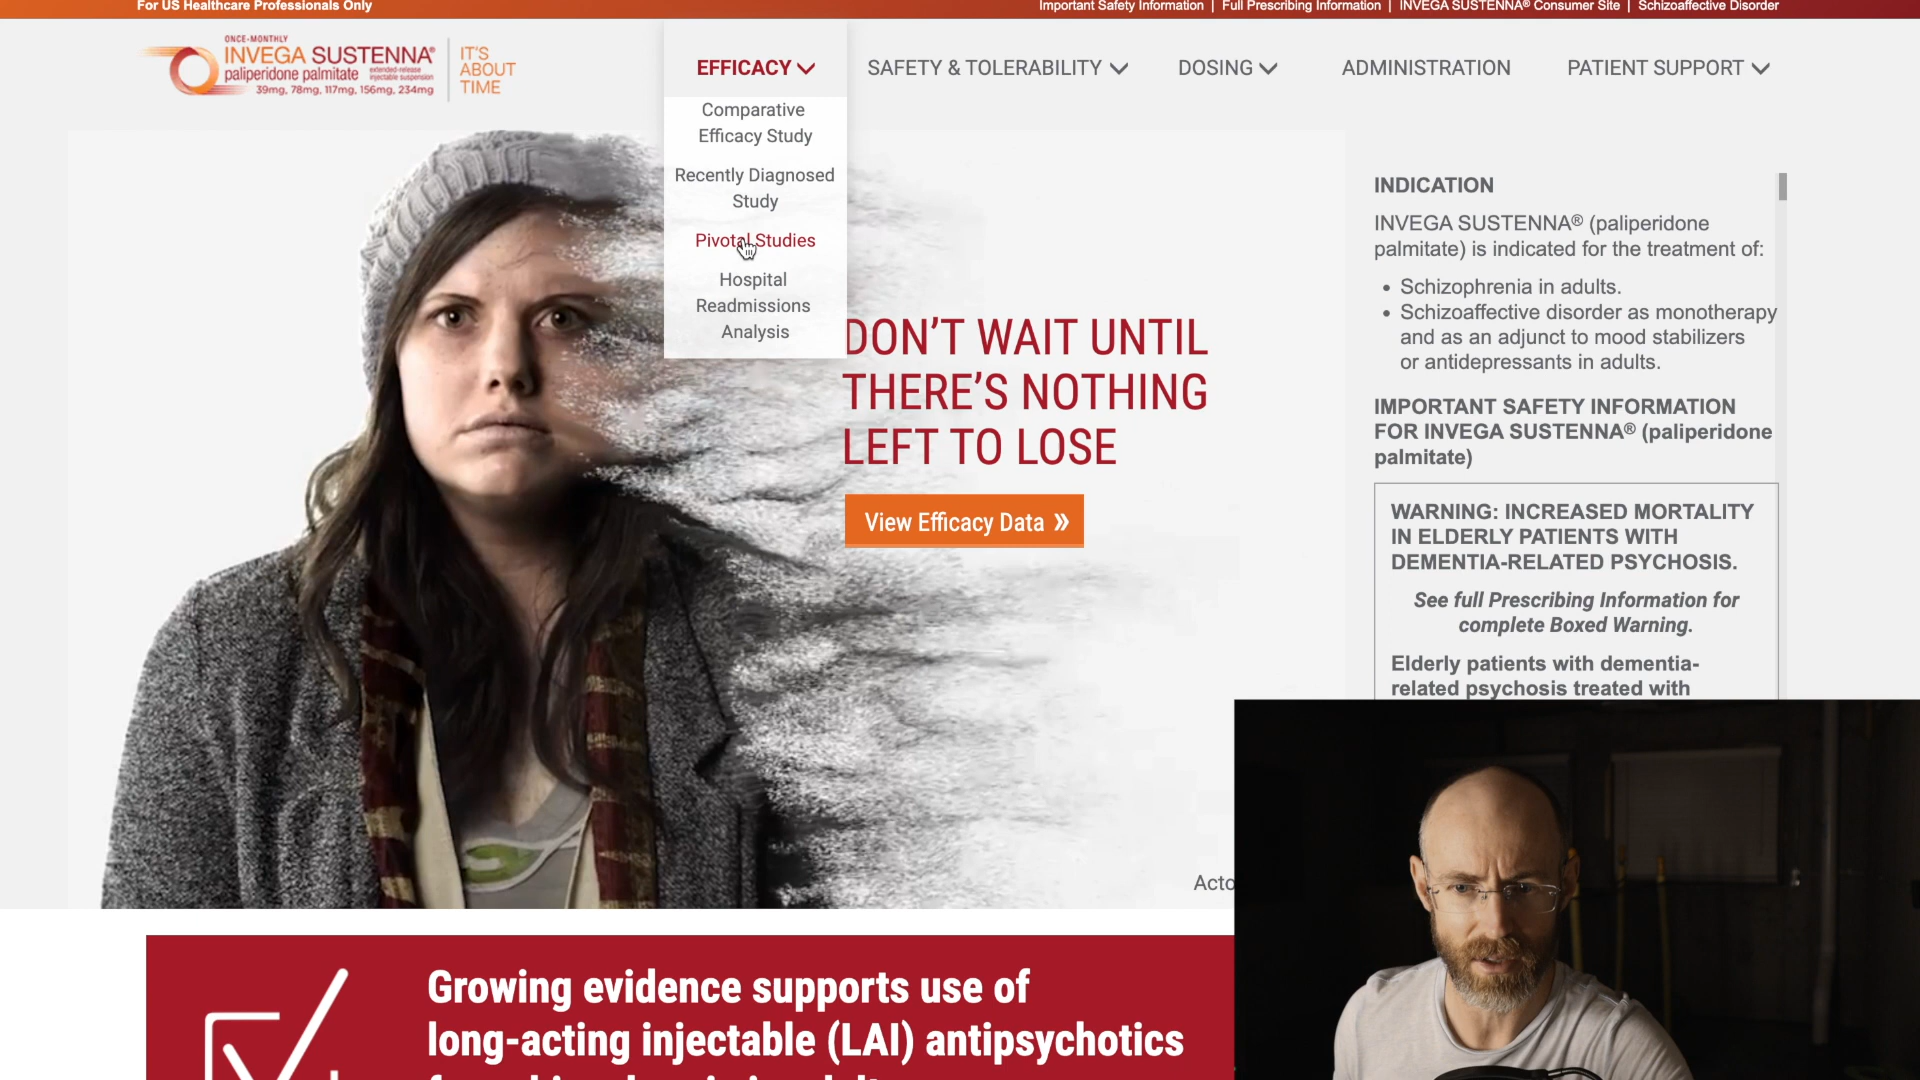 For US Healthcare Professionals Only
Important Safety Information | Full Prescribing Information | INVEGA SUSTENNA® Consumer Site | Schizoaffective Disorder
ONCE-MONTHLY
INVEGA SUSTENNA®
paliperidone palmitate extended-release injectable suspension
39mg, 78mg, 117mg, 156mg, 234mg
IT'S
ABOUT
TIME
EFFICACY
SAFETY & TOLERABILITY
DOSING
ADMINISTRATION
PATIENT SUPPORT
Comparative
Efficacy Study
Recently Diagnosed
Study
Pivotal Studies
Hospital
Readmissions
Analysis
DON'T WAIT UNTIL
THERE'S NOTHING
LEFT TO LOSE
View Efficacy Data »
INDICATION
INVEGA SUSTENNA® (paliperidone
palmitate) is indicated for the treatment of:
• Schizophrenia in adults.
• Schizoaffective disorder as monotherapy
and as an adjunct to mood stabilizers
or antidepressants in adults.
IMPORTANT SAFETY INFORMATION
FOR INVEGA SUSTENNA® (paliperidone
palmitate)
WARNING: INCREASED MORTALITY
IN ELDERLY PATIENTS WITH
DEMENTIA-RELATED PSYCHOSIS.
See full Prescribing Information for
complete Boxed Warning.
Elderly patients with dementia-
related psychosis treated with
Acto
Growing evidence supports use of
long-acting injectable (LAI) antipsychotics